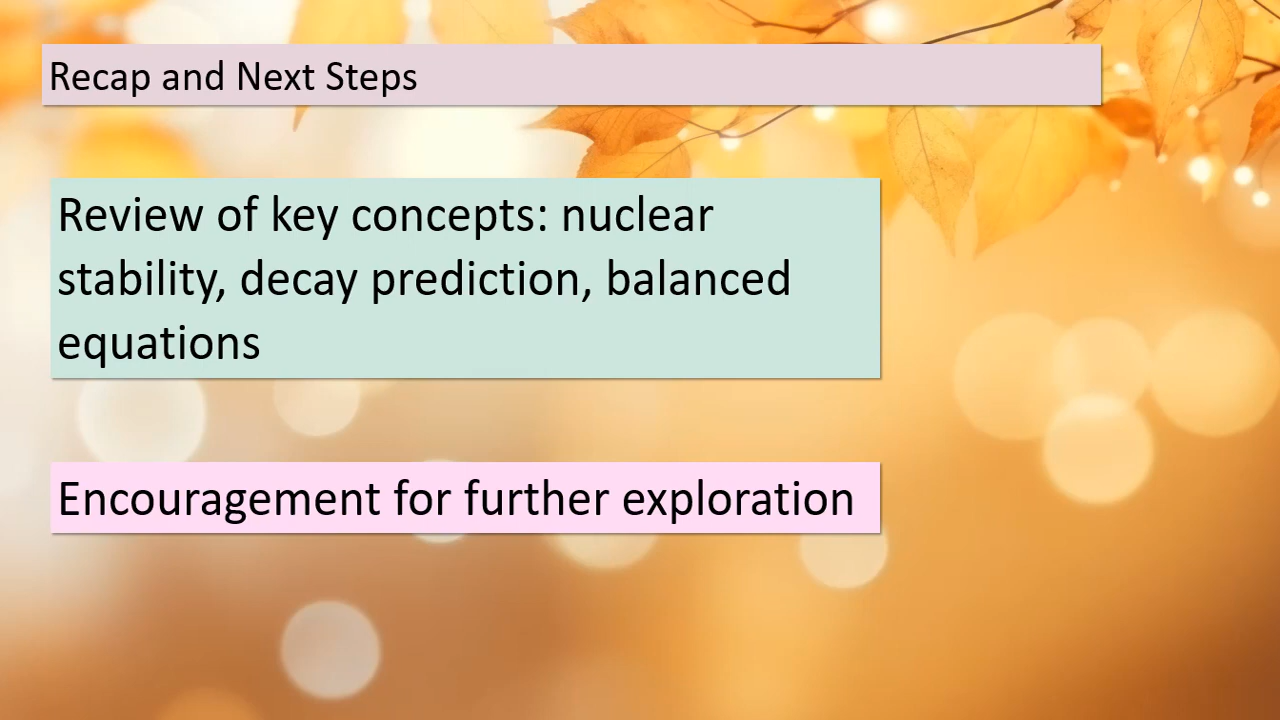 Recap and Next Steps
Review of key concepts: nuclear
stability, decay prediction, balanced
equations
Encouragement for further exploration